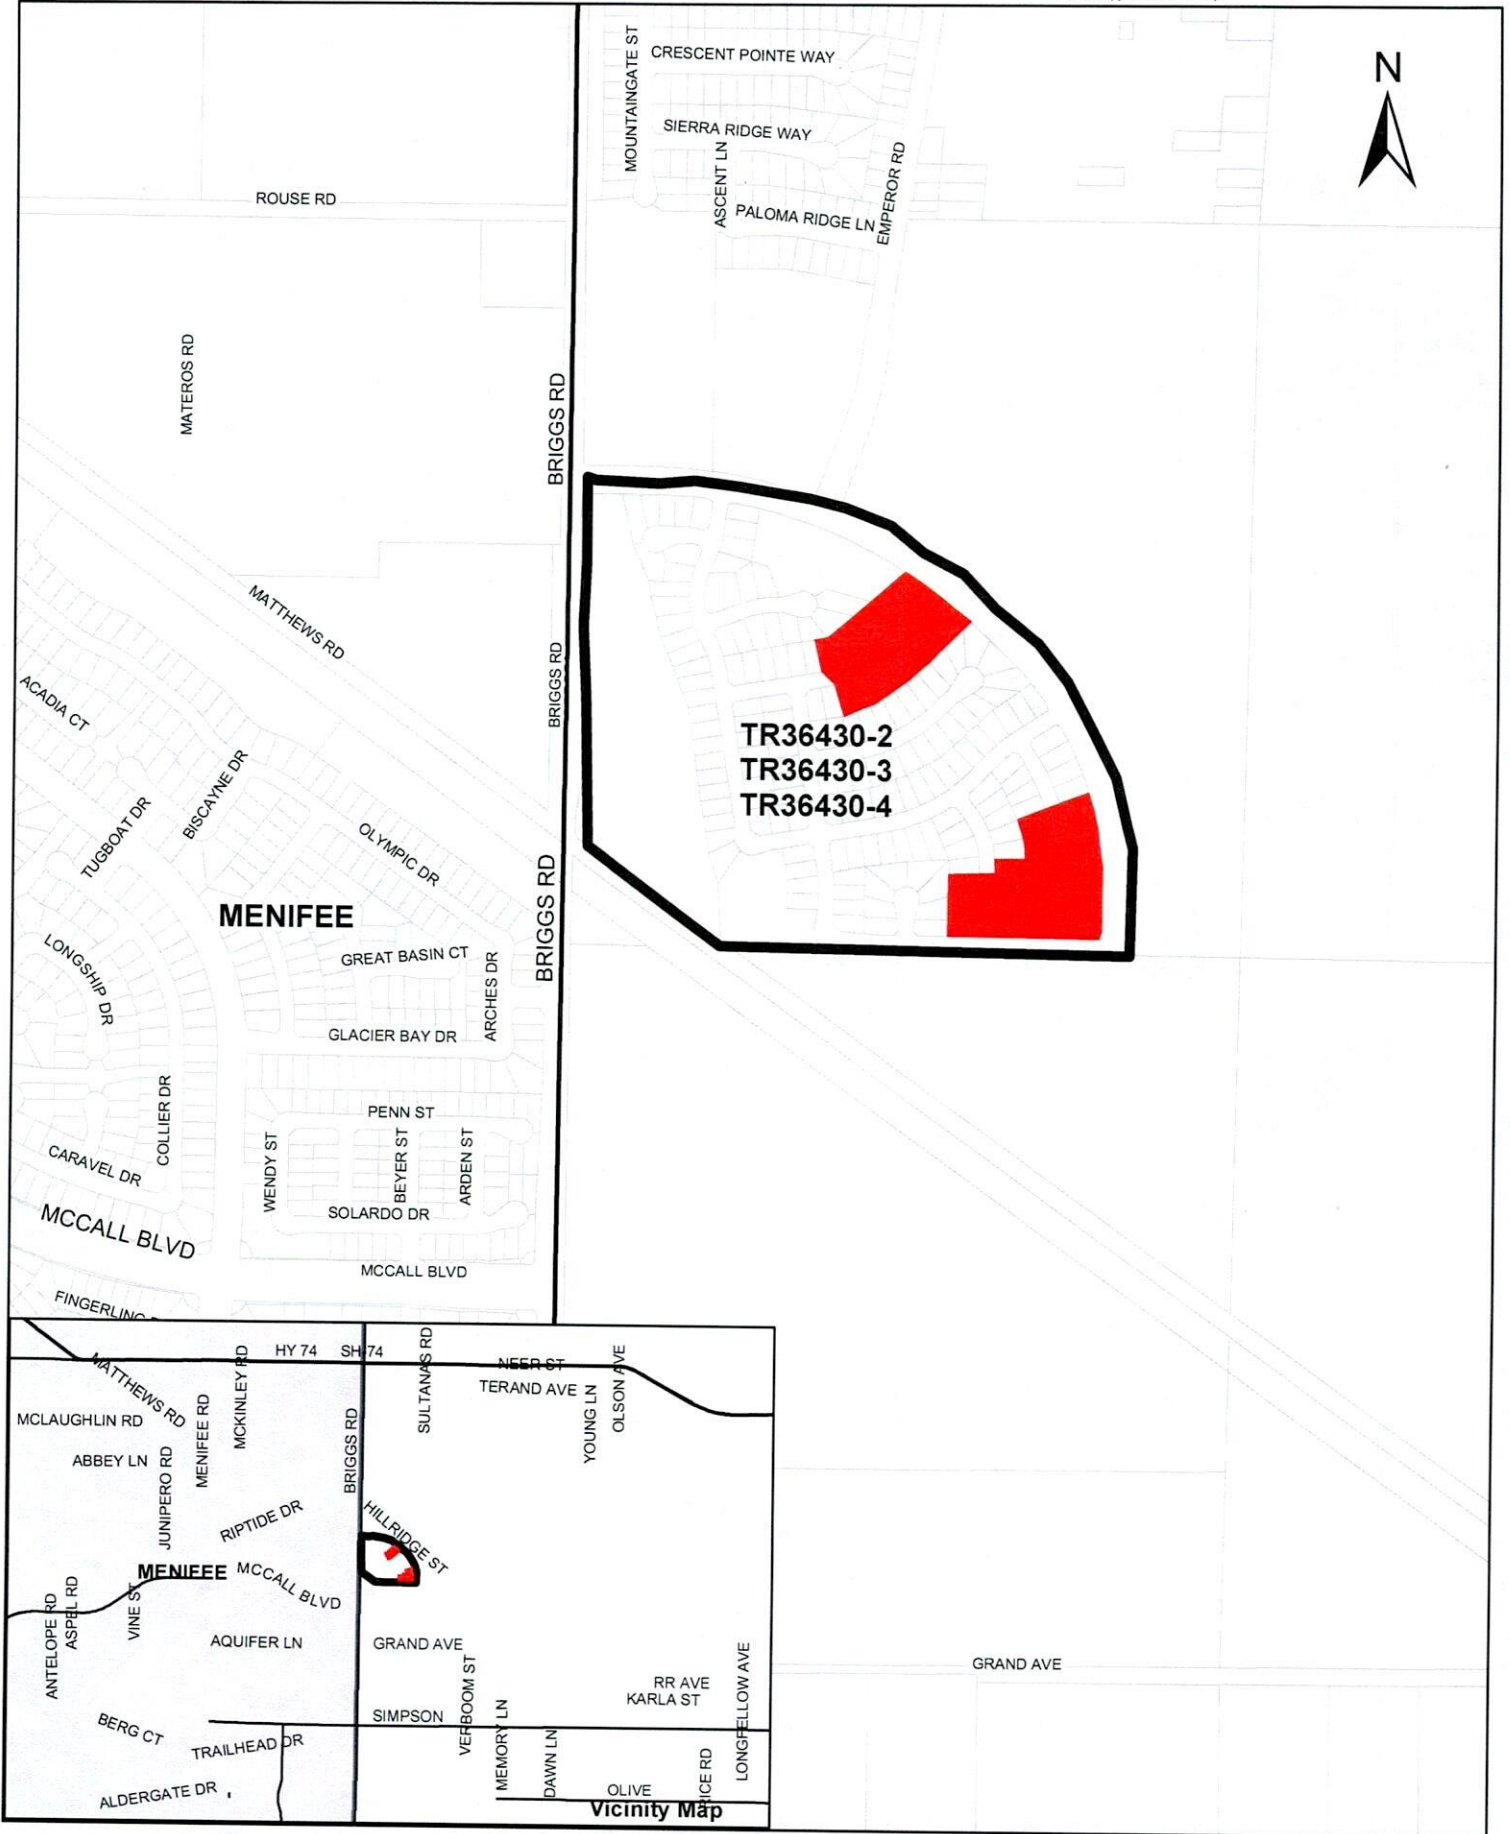 CRESCENT POINTE WAY
MOUNTAINGATE ST
N
SIERRA RIDGE WAY
ASCENT LN
EMPEROR RD
PALOMA RIDGE LN
ROUSE RD
MATEROS RD
BRIGGS RD
MATTHEWS RD
BRIGGS RD
ACADIA CT
TR36430-2
TR36430-3
TR36430-4
BISCAYNE DR
TUGBOAT DR
OLYMPIC DR
MENIFEE
BRIGGS RD
LONGSHIP DR
GREAT BASIN CT
ARCHES DR
GLACIER BAY DR
COLLIER DR
PENN ST
WENDY ST
BEYER ST
ARDEN ST
CARAVEL DR
SOLARDO DR
MCCALL BLVD
MCCALL BLVD
FINGERLING
HY 74
SH 74
SULTANAS RD
NEER ST
OLSON AVE
MATTHEWS RD
MCKINLEY RD
TERAND AVE
YOUNG LN
MCLAUGHLIN RD
MENIFEE RD
BRIGGS RD
ABBEY LN
JUNIPERO RD
RIPTIDE DR
HILLRIDGE ST
MENIFEE
MCCALL BLVD
ANTELOPE RD
ASPEL RD
VINE ST
AQUIFER LN
GRAND AVE
VERBOOM ST
RR AVE
KARLA ST
LONGFELLOW AVE
GRAND AVE
BERG CT
SIMPSON
MEMORY LN
TRAILHEAD DR
DAWN LN
RICE RD
ALDERGATE DR
OLIVE
Vicinity Map